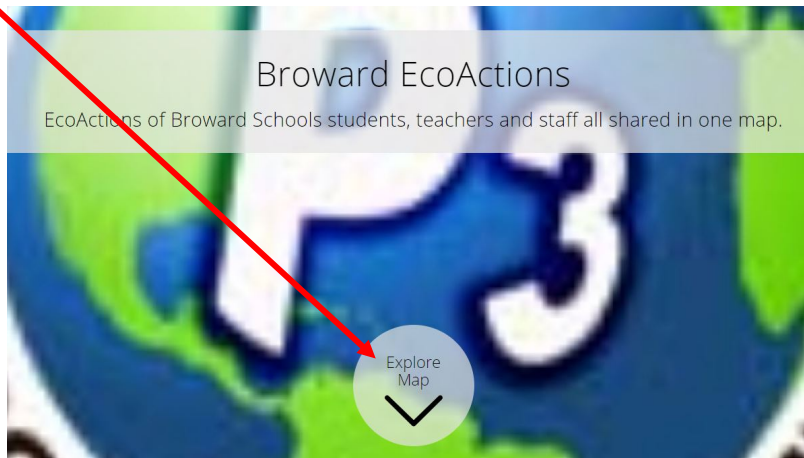 Broward EcoActions
EcoActions of Broward Schools students, teachers and staff all shared in one map.
P3
Explore
Map